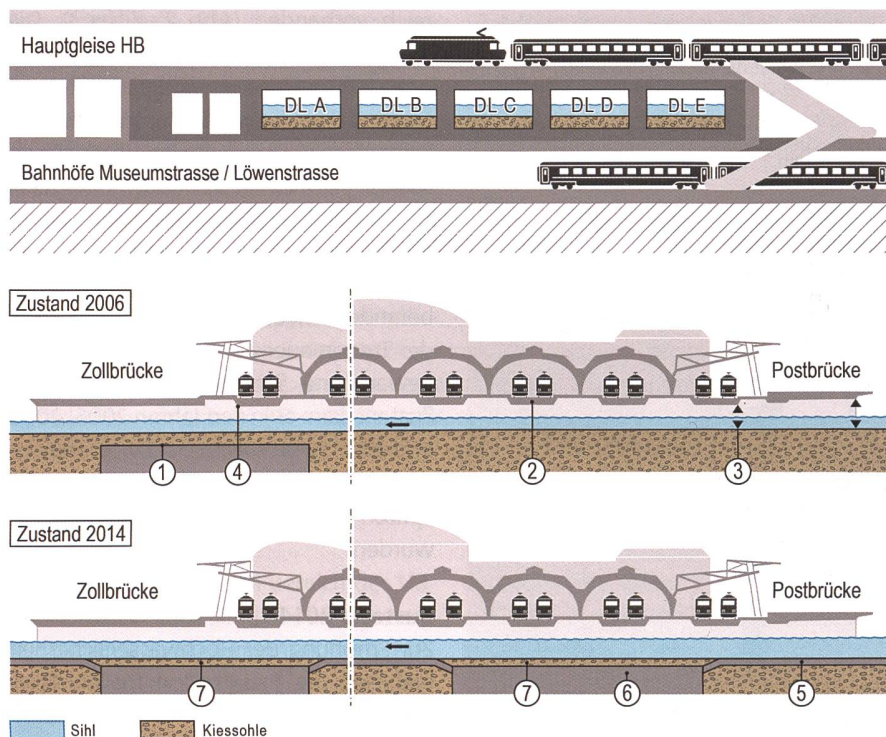 Hauptgleise HB
DL A DL B DL C DL D DL E
Bahnhöfe Museumstrasse / Löwenstrasse
Zustand 2006
Zollbrücke Postbrücke
1 4 2 3
Zustand 2014
Zollbrücke Postbrücke
7 7 6 5
Sihl Kiessohle